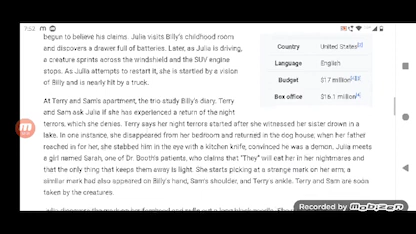 7:52
begun to believe his claims. Julia visits Billy's childhood room
and discovers a drawer full of batteries. Later, as Julia is driving,
a creature sprints across the windshield and the SUV engine
stops. As Julia attempts to restart it, she is startled by a vision
of Billy and is nearly hit by a truck.
Country United States[2]
Language English
Budget $17 million[2][3]
Box office $16.1 million[4]
At Terry and Sam's apartment, the trio study Billy's diary. Terry
and Sam ask Julia if she has experienced a return of the night
terrors, which she denies. Terry says her night terrors started after she witnessed her sister drown in a
lake. In one instance, she disappeared from her bedroom and returned in the dog house; when her father
reached in for her, she stabbed him in the eye with a kitchen knife, convinced he was a demon. Julia meets
a girl named Sarah, one of Dr. Booth's patients, who claims that "They" will eat her in her nightmares and
that the only thing that keeps them away is light. She starts picking at a strange mark on her arm; a
similar mark had also appeared on Billy's hand, Sam's shoulder, and Terry's ankle. Terry and Sam are soon
taken by the creatures.
Recorded by Mobizen